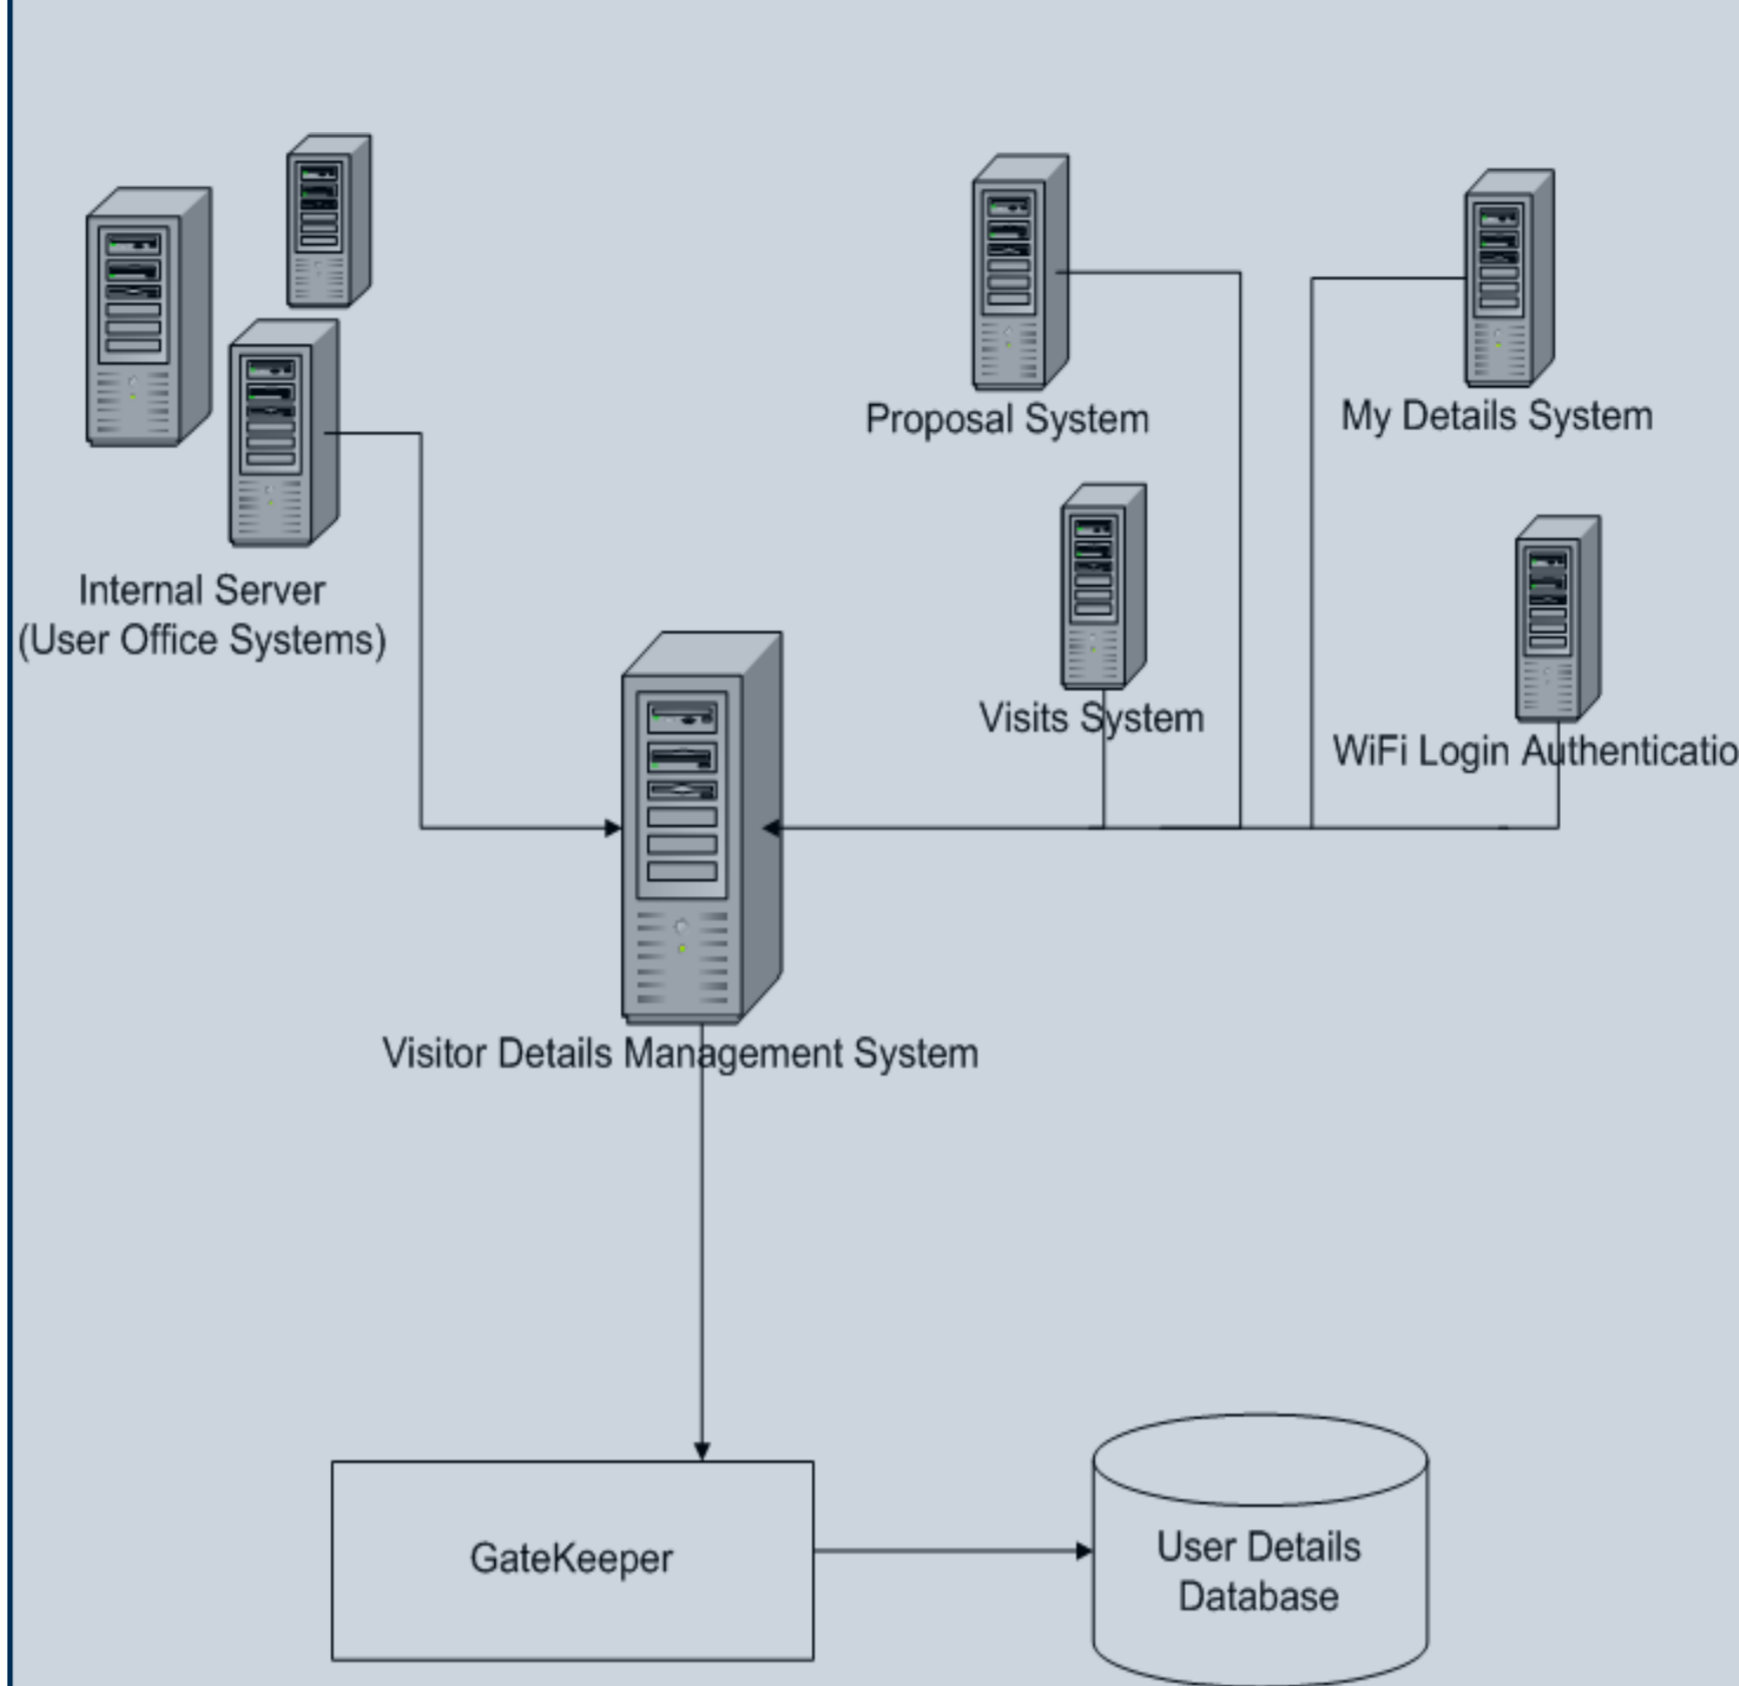 Proposal System
My Details System
Internal Server
(User Office Systems)
Visits System
WiFi Login Authenticatio
Visitor Details Management System
GateKeeper
User Details
Database